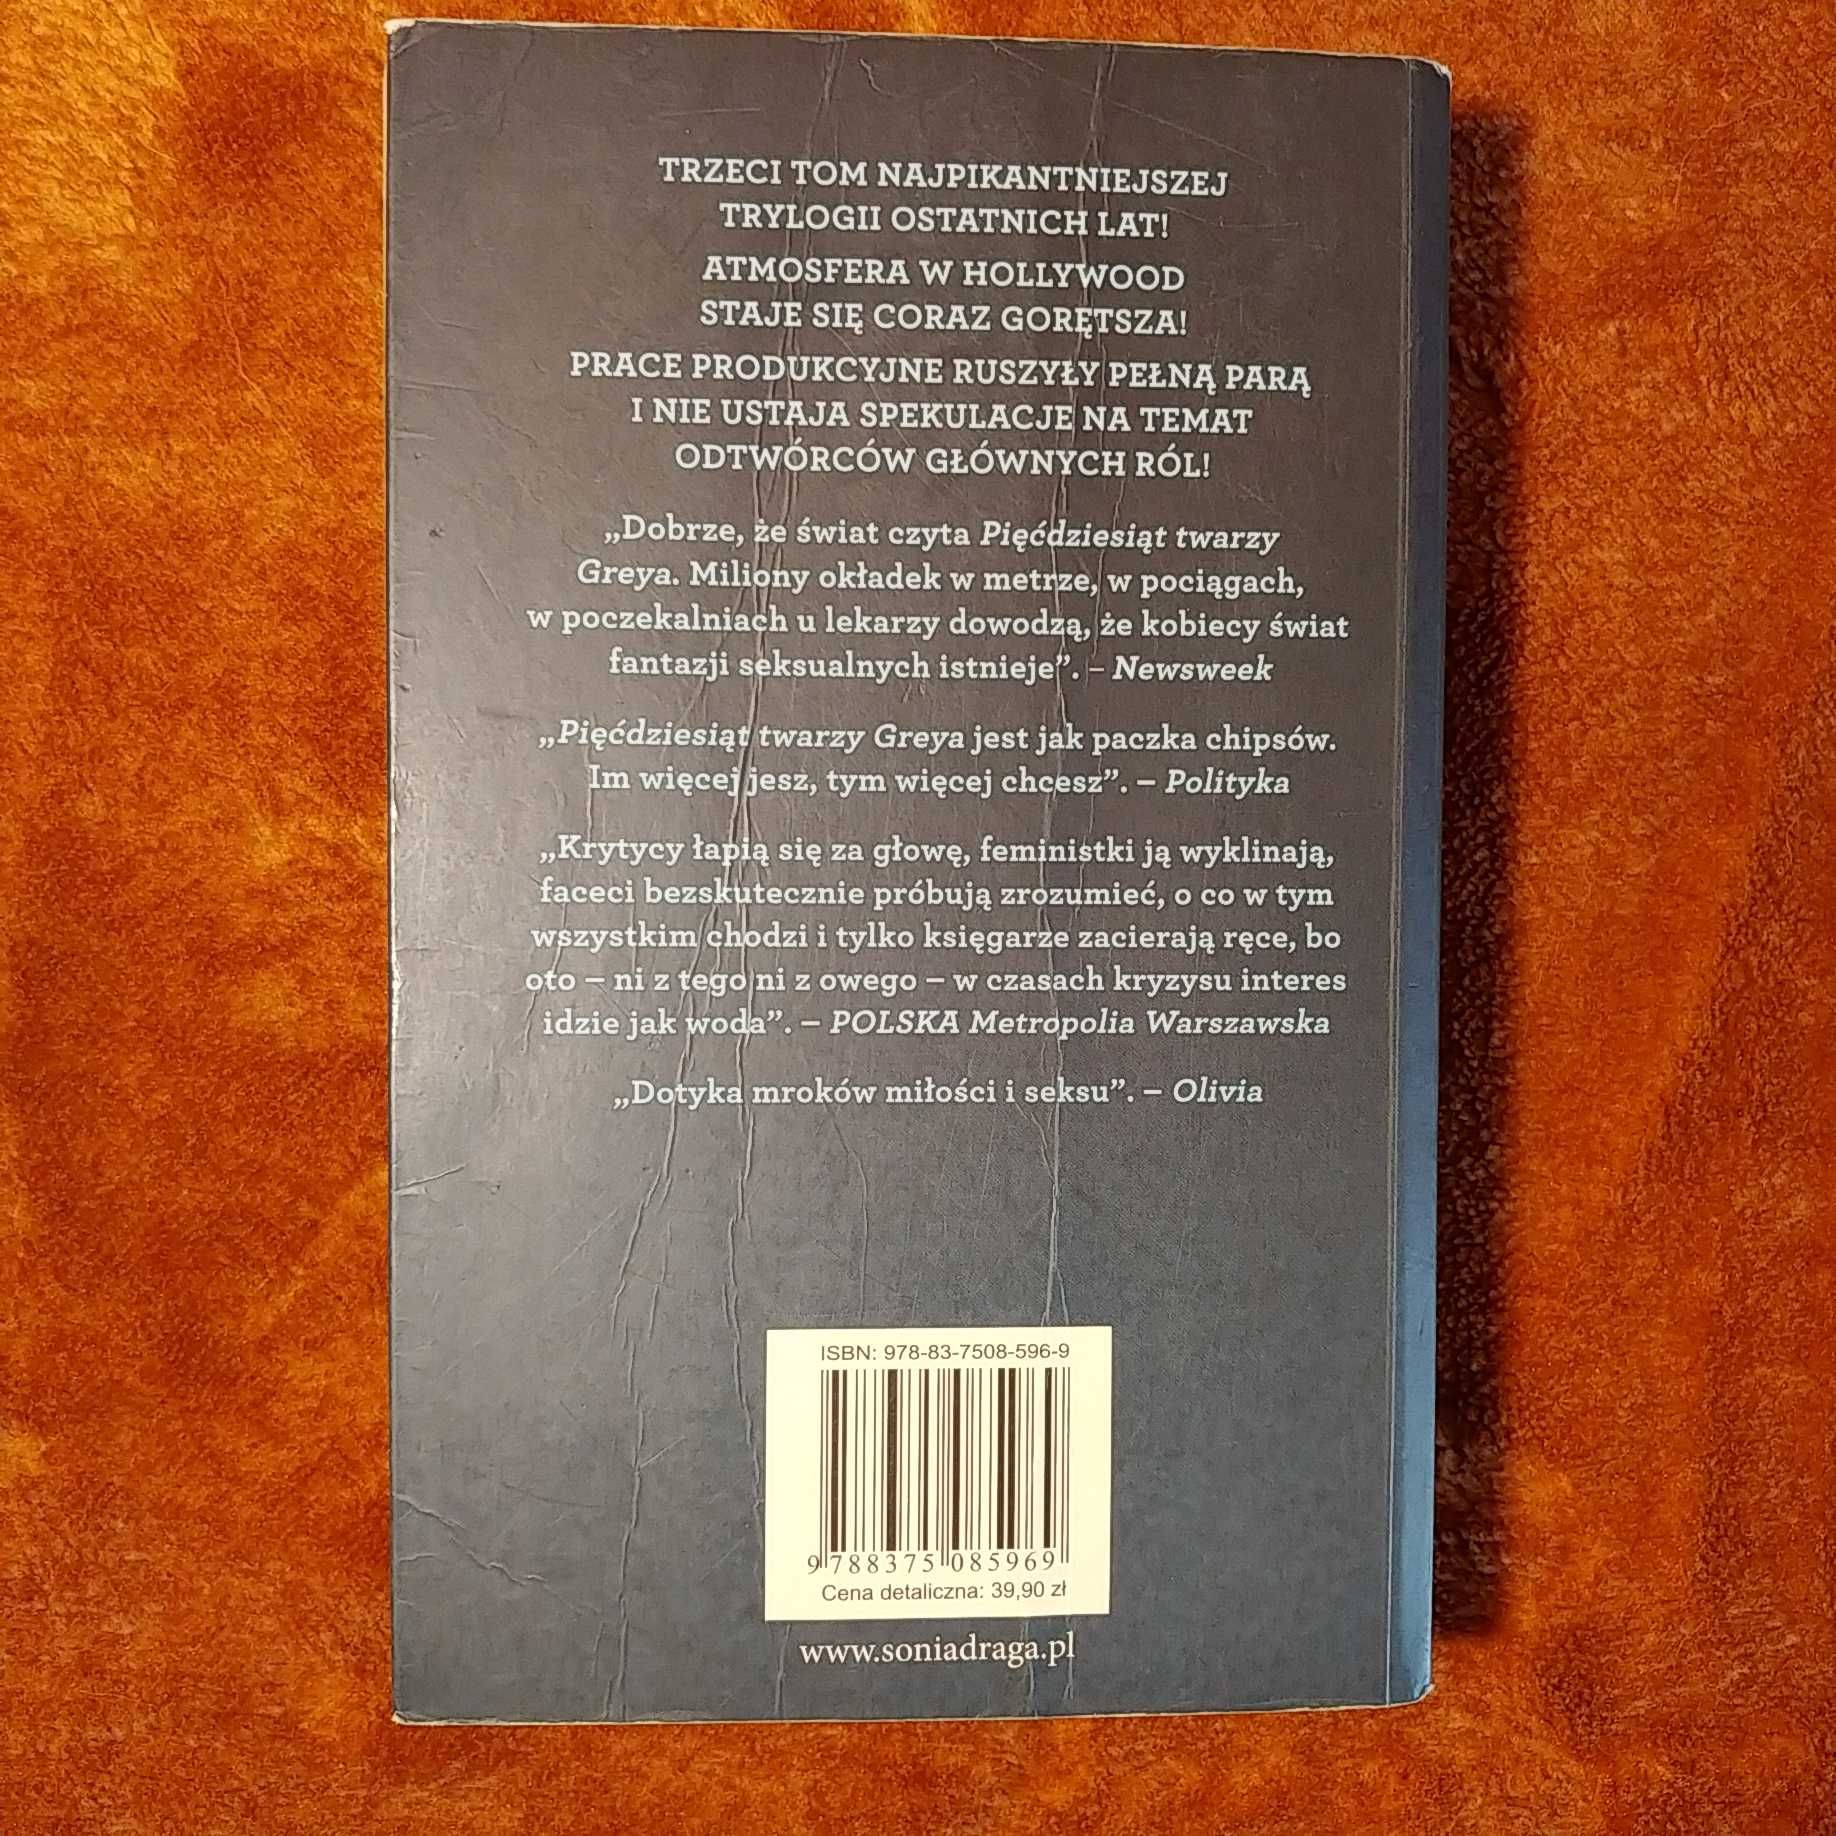 TRZECI TOM NAJPIKANTNIEJSZEJ
TRYLOGII OSTATNICH LAT!
ATMOSFERA W HOLLYWOOD
STAJE SIĘ CORAZ GORĘTSZA!
PRACE PRODUKCYJNE RUSZYŁY PEŁNĄ PARĄ
I NIE USTAJA SPEKULACJE NA TEMAT
ODTWÓRCÓW GŁÓWNYCH RÓL!
„Dobrze, że świat czyta Pięćdziesiąt twarzy
Greya. Miliony okładek w metrze, w pociągach,
w poczekalniach u lekarzy dowodzą, że kobiecy świat
fantazji seksualnych istnieje”. – Newsweek
„Pięćdziesiąt twarzy Greya jest jak paczka chipsów.
Im więcej jesz, tym więcej chcesz”. – Polityka
„Krytycy łapią się za głowę, feministki ją wyklinają,
faceci bezskutecznie próbują zrozumieć, o co w tym
wszystkim chodzi i tylko księgarze zacierają ręce, bo
oto – ni z tego ni z owego – w czasach kryzysu interes
idzie jak woda”. – POLSKA Metropolia Warszawska
„Dotyka mroków miłości i seksu”. – Olivia
ISBN: 978-83-7508-596-9
9 788375 085969
Cena detaliczna: 39,90 zł
www.soniadraga.pl